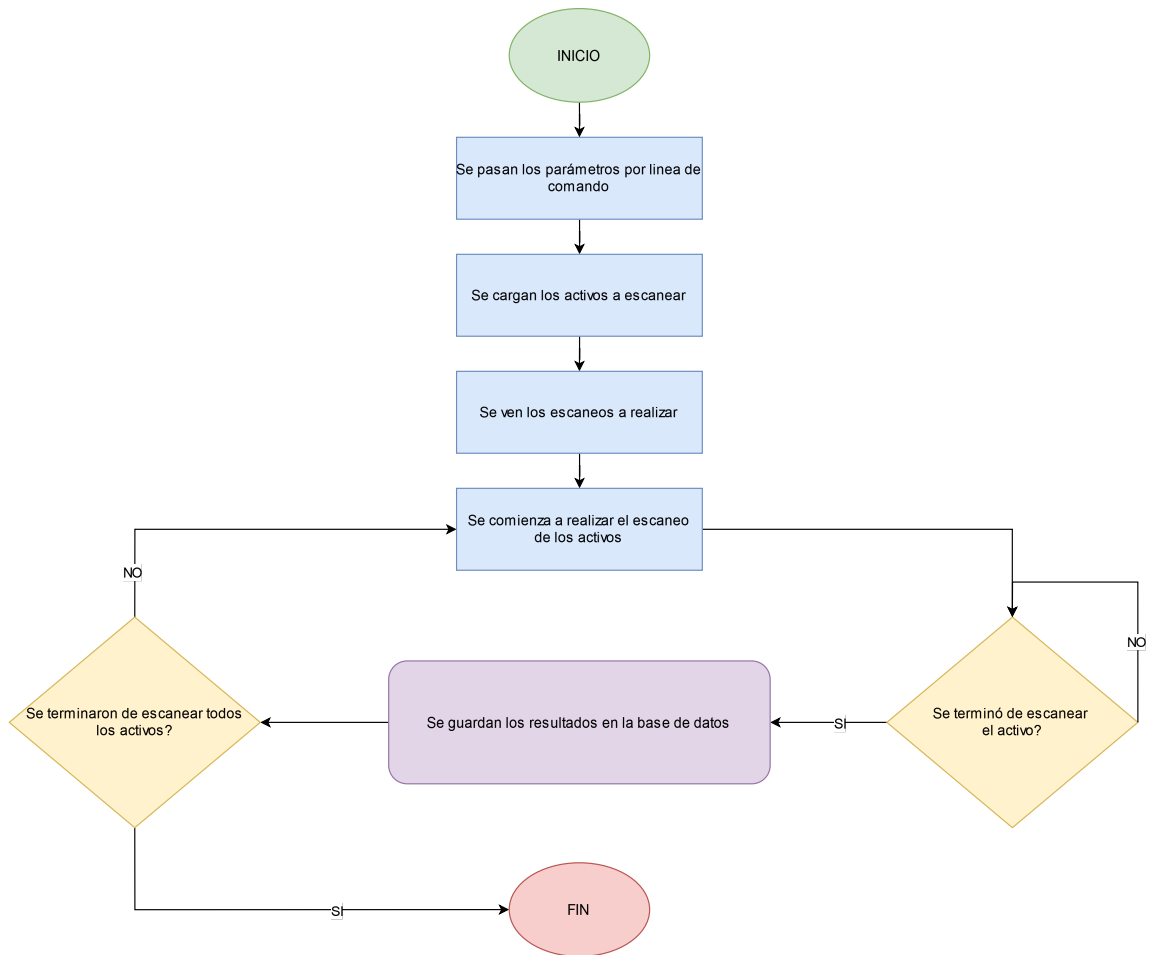 INICIO
Se pasan los parámetros por linea de
comando
Se cargan los activos a escanear
Se ven los escaneos a realizar
Se comienza a realizar el escaneo
de los activos
NO
NO
Se terminaron de escanear todos
los activos?
Se guardan los resultados en la base de datos
SI
Se terminó de escanear
el activo?
SI
FIN